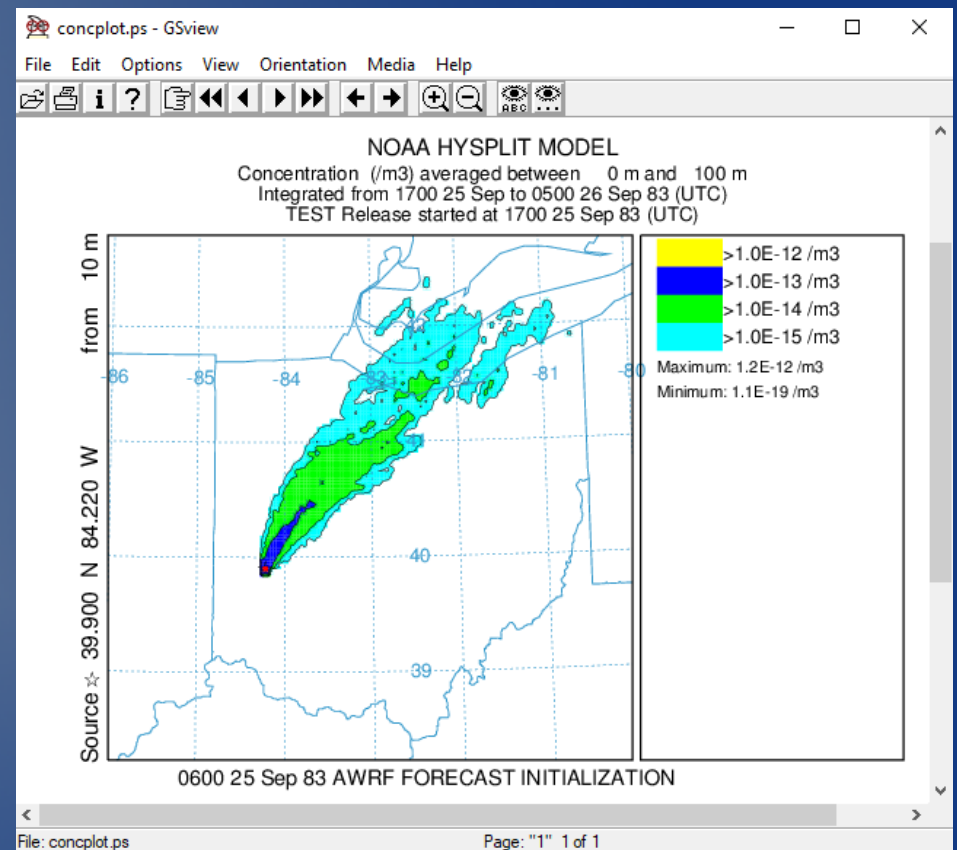 concplot.ps - GSview
File Edit Options View Orientation Media Help
i ? ABC ...
NOAA HYSPLIT MODEL
Concentration (/m3) averaged between 0 m and 100 m
Integrated from 1700 25 Sep to 0500 26 Sep 83 (UTC)
TEST Release started at 1700 25 Sep 83 (UTC)
Source ☆ 39.900 N 84.220 W from 10 m
>1.0E-12 /m3
>1.0E-13 /m3
>1.0E-14 /m3
>1.0E-15 /m3
Maximum: 1.2E-12 /m3
Minimum: 1.1E-19 /m3
-86 -85 -84 -81 -80
41
40
39
0600 25 Sep 83 AWRF FORECAST INITIALIZATION
File: concplot.ps Page: "1" 1 of 1